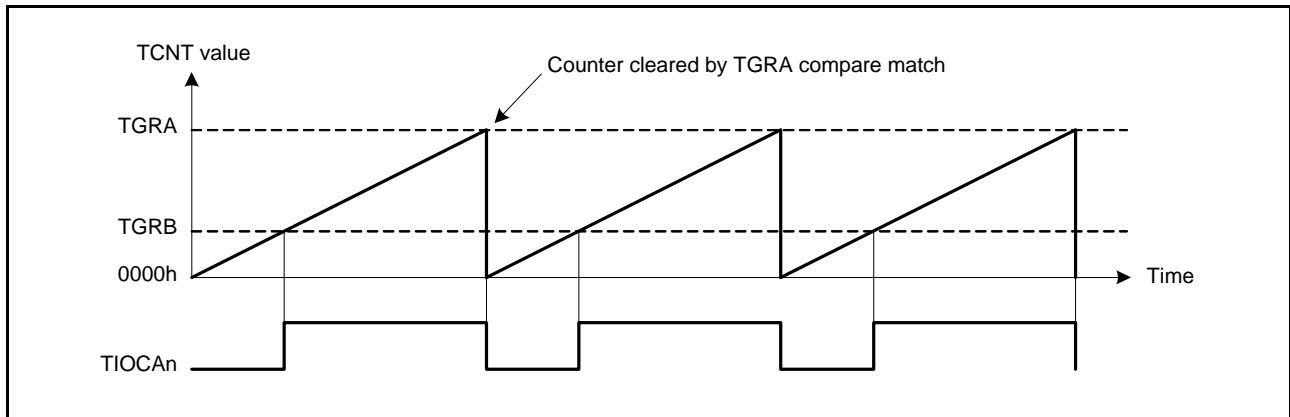 TCNT value
Counter cleared by TGRA compare match
TGRA
TGRB
0000h
Time
TIOCAn